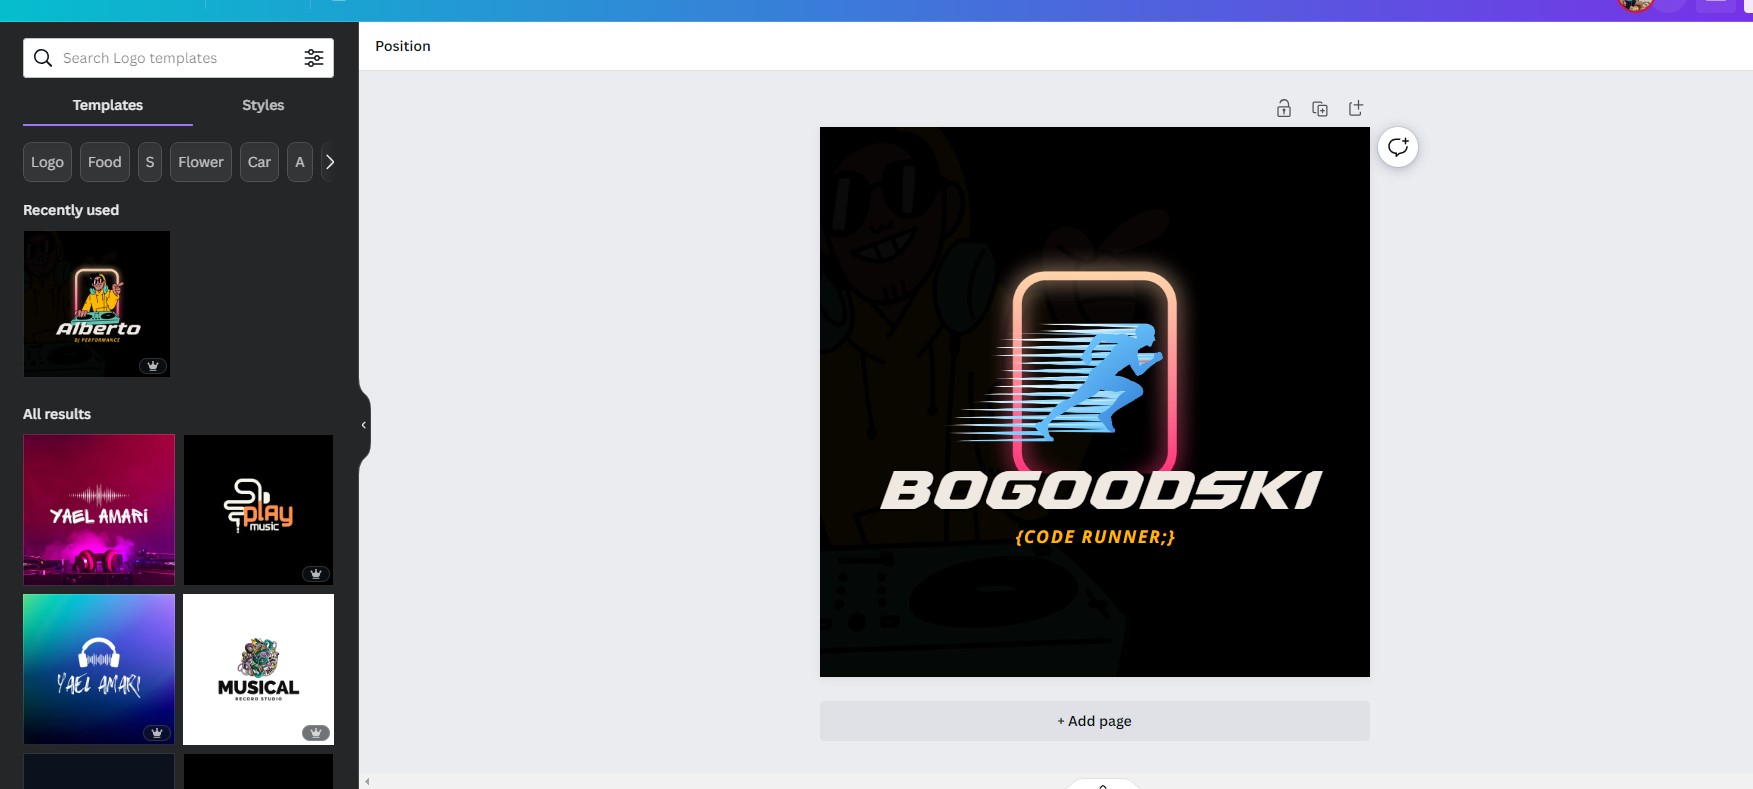 Position
Search Logo templates
Templates Styles
Logo Food S Flower Car A
Recently used
Alberto
DJ PERFORMANCE
All results
YAEL AMARI
play
music
YAEL AMARI
MUSICAL
RECORD STUDIO
BOGOODSKI
{CODE RUNNER;}
+ Add page